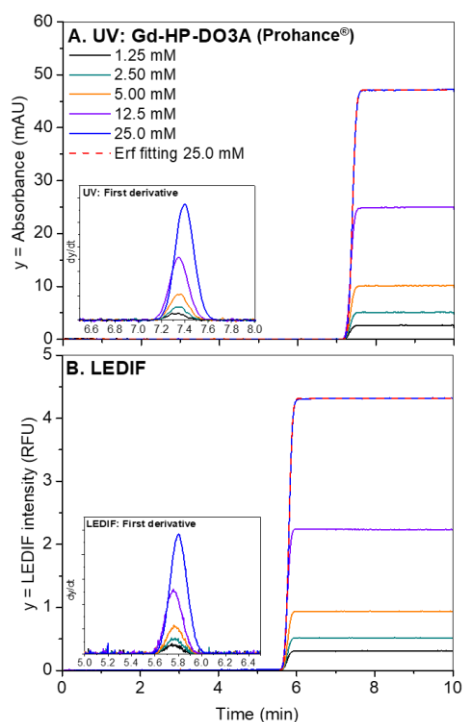 A. UV: Gd-HP-DO3A (Prohance®)
1.25 mM
2.50 mM
5.00 mM
12.5 mM
25.0 mM
Erf fitting 25.0 mM
y = Absorbance (mAU)
60
50
40
30
20
10
0
UV: First derivative
dy/dt
6.6 6.8 7.0 7.2 7.4 7.6 7.8 8.0
B. LEDIF
y = LEDIF intensity (RFU)
5
4
3
2
1
0
LEDIF: First derivative
dy/dt
5.0 5.2 5.4 5.6 5.8 6.0 6.2 6.4
0 2 4 6 8 10
Time (min)